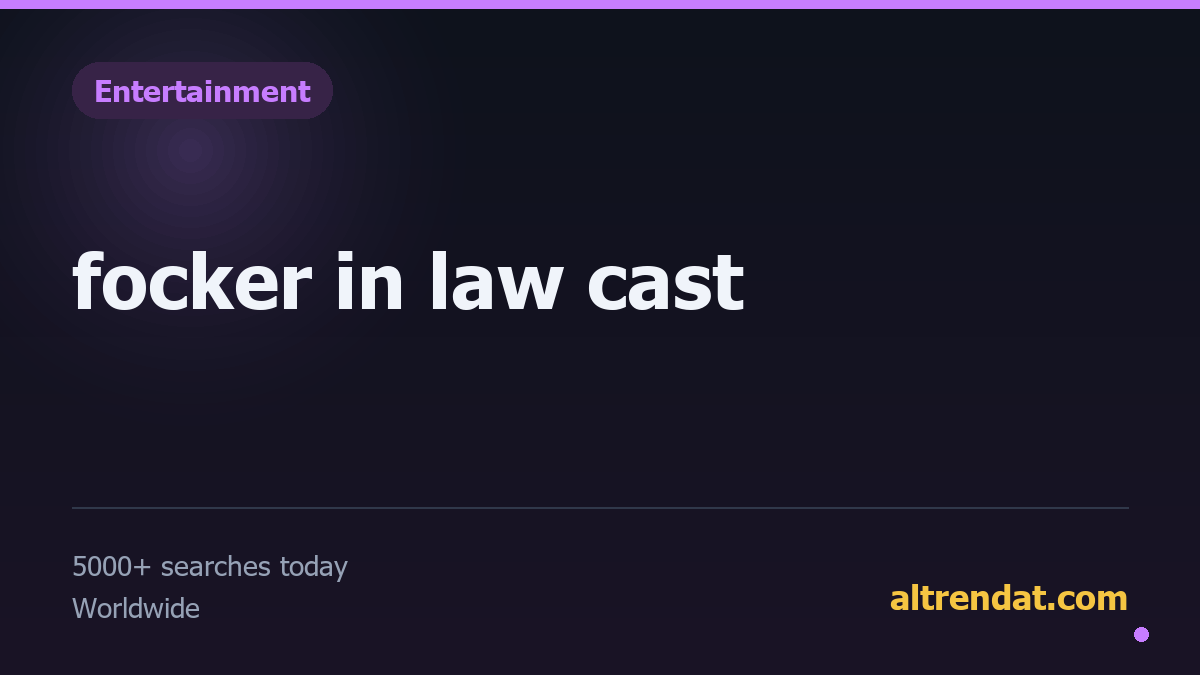 Entertainment
focker in law cast
5000+ searches today
Worldwide
altrendat.com